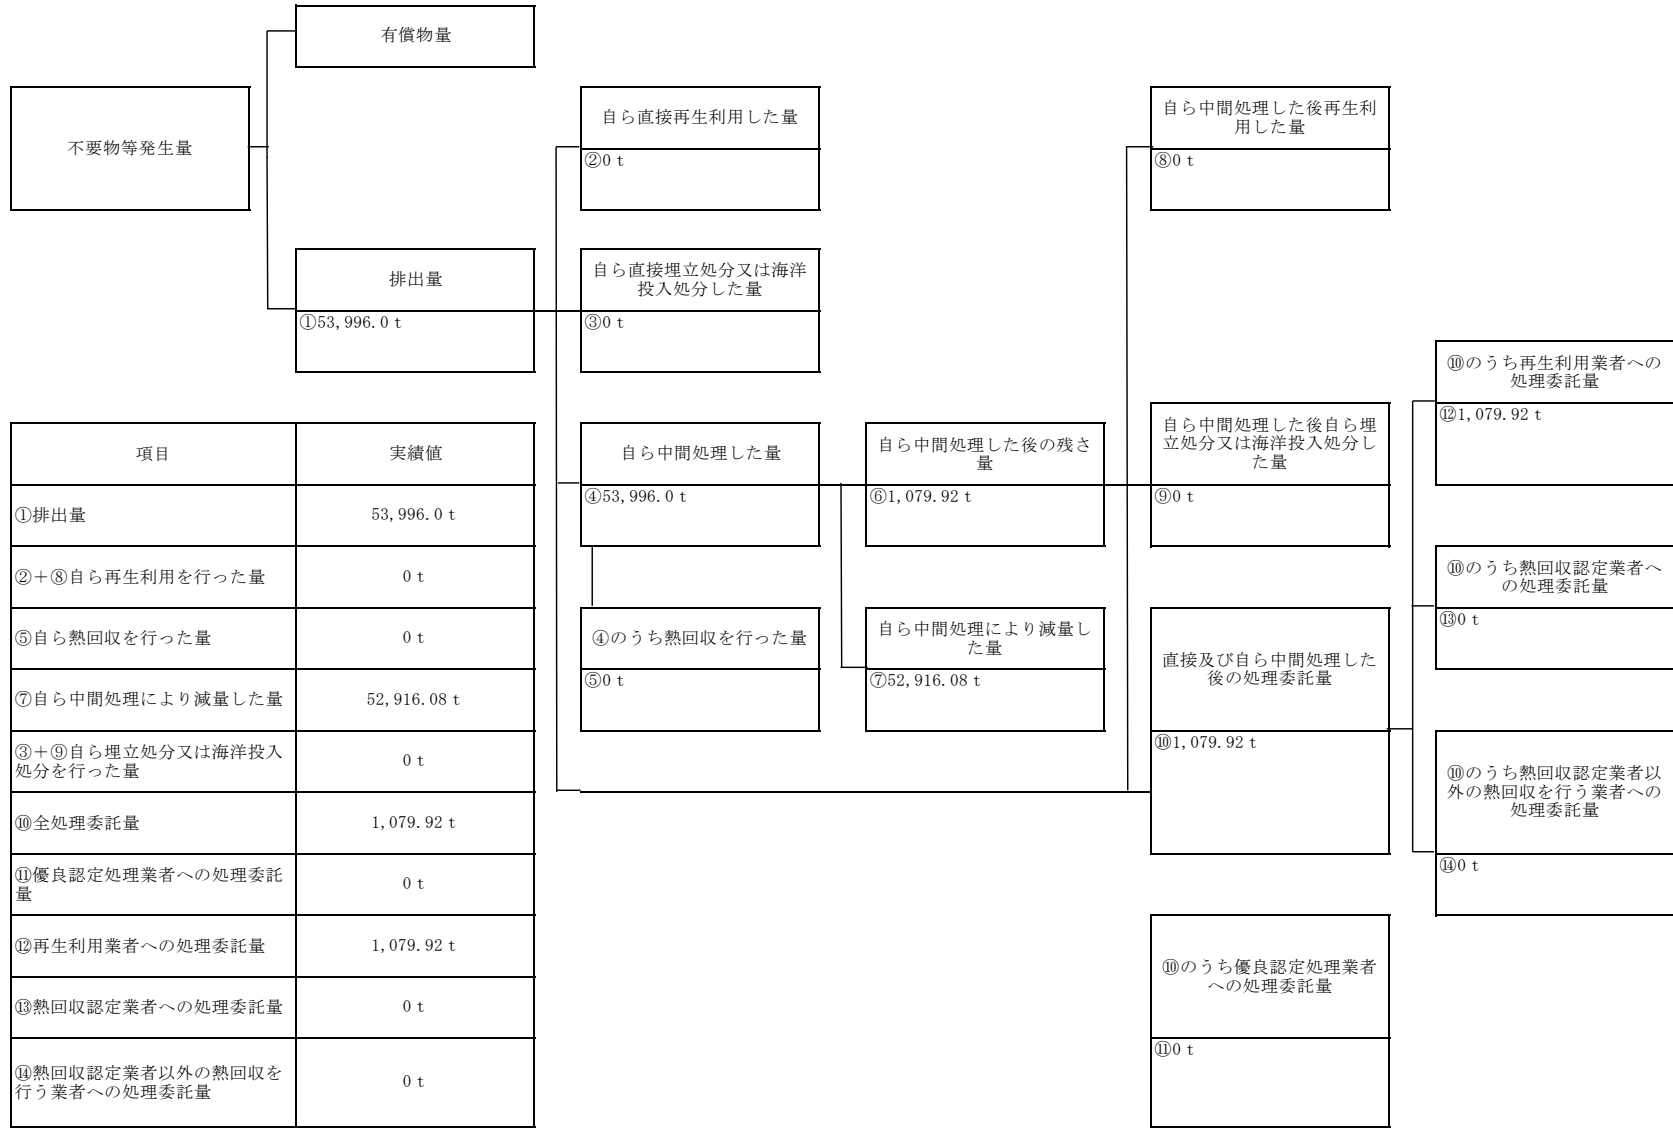 有償物量
不要物等発生量
自ら直接再生利用した量
②0 t
自ら中間処理した後再生利
用した量
⑧0 t
排出量
①53,996.0 t
自ら直接埋立処分又は海洋
投入処分した量
③0 t
⑩のうち再生利用業者への
処理委託量
⑫1,079.92 t
自ら中間処理した量
④53,996.0 t
自ら中間処理した後の残さ
量
⑥1,079.92 t
自ら中間処理した後自ら埋
立処分又は海洋投入処分し
た量
⑨0 t
⑩のうち熱回収認定業者へ
の処理委託量
⑬0 t
④のうち熱回収を行った量
⑤0 t
自ら中間処理により減量し
た量
⑦52,916.08 t
直接及び自ら中間処理した
後の処理委託量
⑩1,079.92 t
⑩のうち熱回収認定業者以
外の熱回収を行う業者への
処理委託量
⑭0 t
⑩のうち優良認定処理業者
への処理委託量
⑪0 t
項目 実績値
①排出量 53,996.0 t
②＋⑧自ら再生利用を行った量 0 t
⑤自ら熱回収を行った量 0 t
⑦自ら中間処理により減量した量 52,916.08 t
③＋⑨自ら埋立処分又は海洋投入
処分を行った量 0 t
⑩全処理委託量 1,079.92 t
⑪優良認定処理業者への処理委託
量 0 t
⑫再生利用業者への処理委託量 1,079.92 t
⑬熱回収認定業者への処理委託量 0 t
⑭熱回収認定業者以外の熱回収を
行う業者への処理委託量 0 t